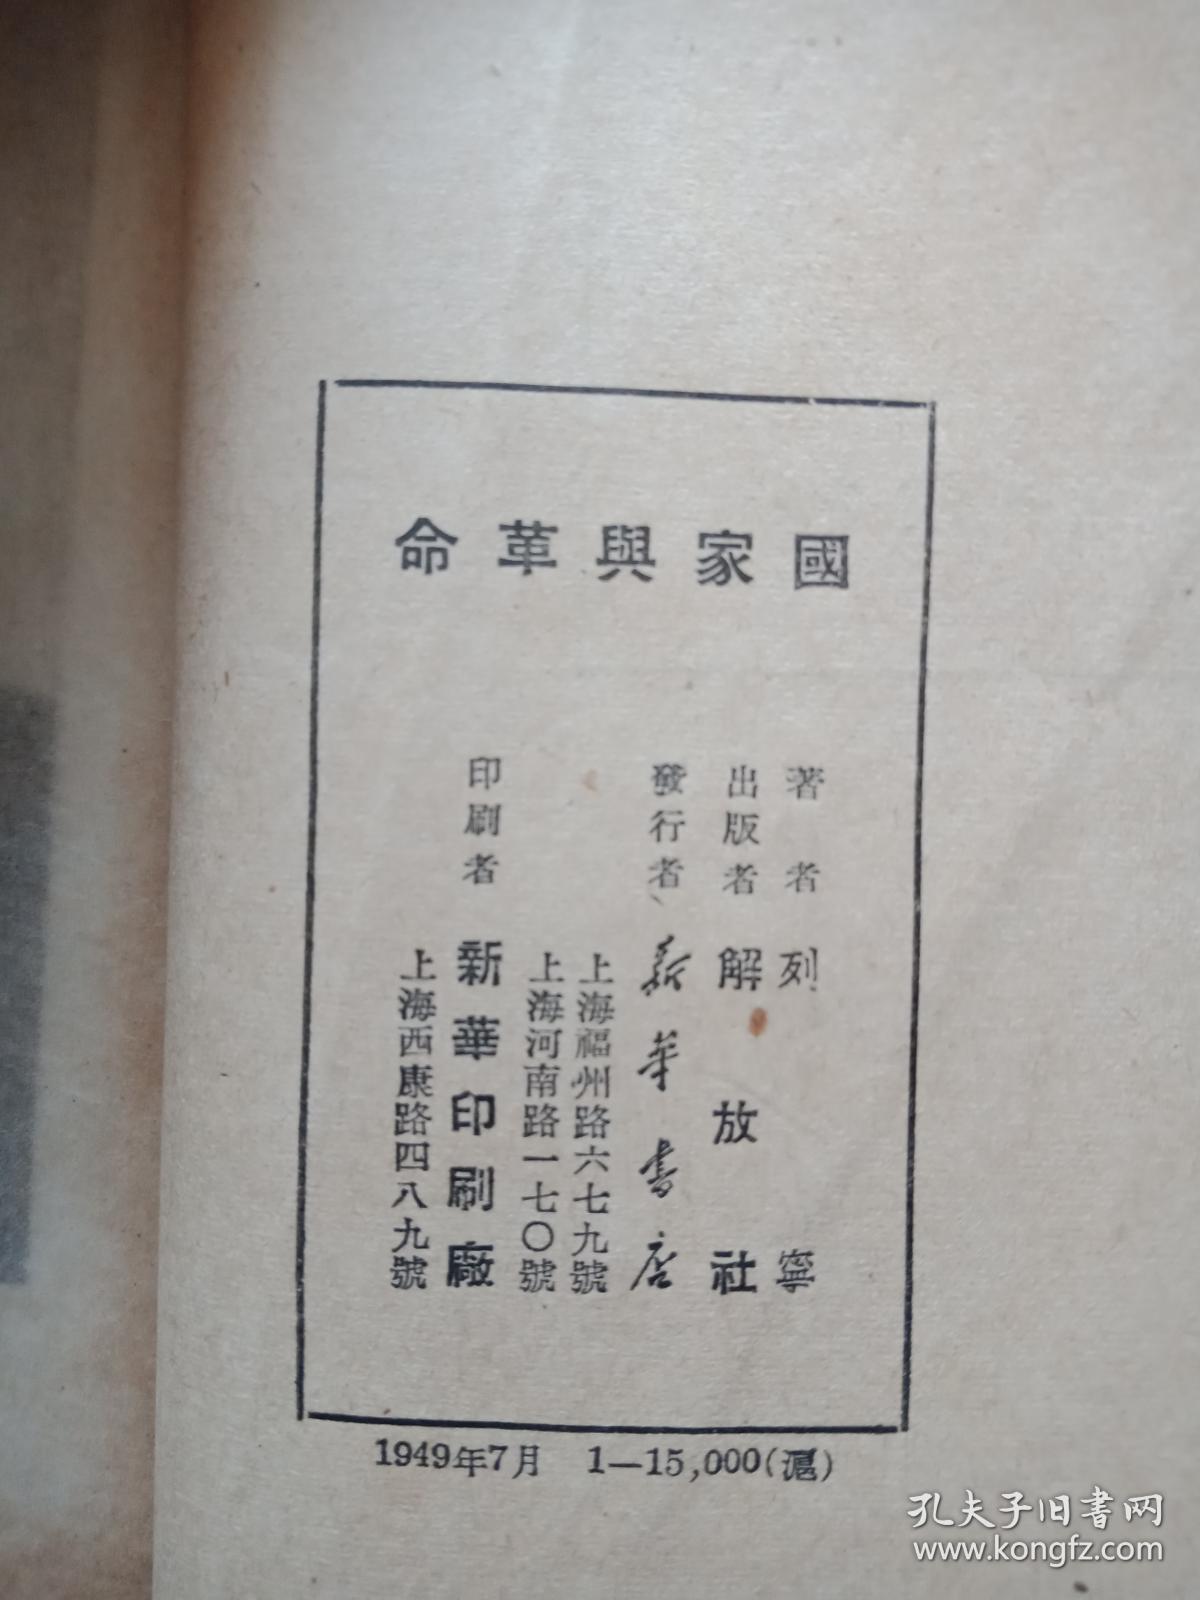 國家與革命
著者 列寧
出版者 解放社
發行者 新華書店
上海福州路六七九號
上海河南路一七〇號
印刷者 新華印刷廠
上海西康路四八九號
1949年7月 1—15,000(滬)
孔夫子旧书网
www.kongfz.com